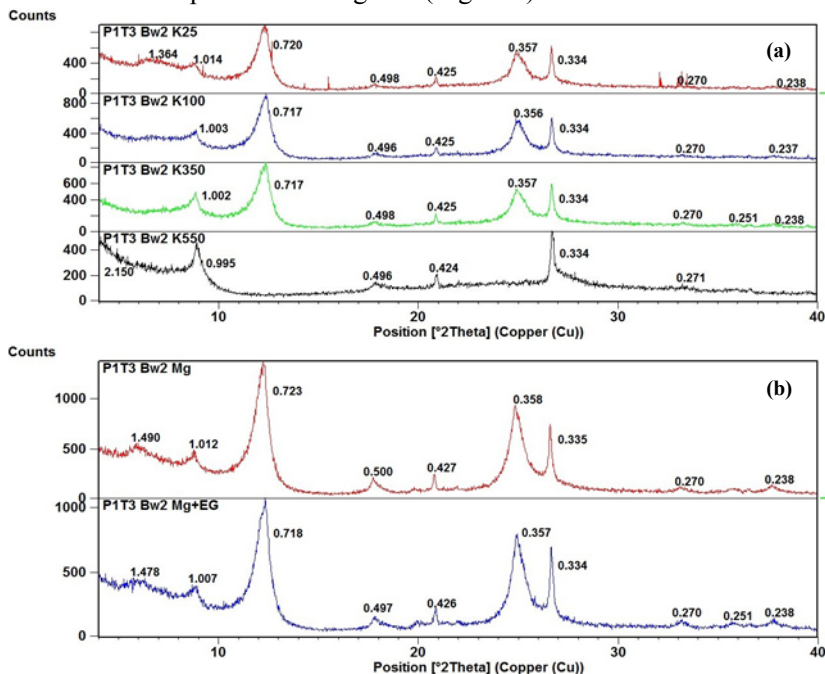 Counts
P1T3 Bw2 K25
(a)
1.364 1.014 0.720 0.498 0.425 0.357 0.334 0.270 0.238
400
0
P1T3 Bw2 K100
1.003 0.717 0.496 0.425 0.356 0.334 0.270 0.237
800
400
0
P1T3 Bw2 K350
1.002 0.717 0.498 0.425 0.357 0.334 0.270 0.251 0.238
600
400
0
P1T3 Bw2 K550
2.150 0.995 0.496 0.424 0.334 0.271
400
200
0
10 20 30 40
Position [°2Theta] (Copper (Cu))
Counts
P1T3 Bw2 Mg
(b)
1.490 1.012 0.723 0.500 0.427 0.358 0.335 0.270 0.238
1000
500
0
P1T3 Bw2 Mg+EG
1.478 1.007 0.718 0.497 0.426 0.357 0.334 0.270 0.251 0.238
1000
500
0
10 20 30 40
Position [°2Theta] (Copper (Cu))